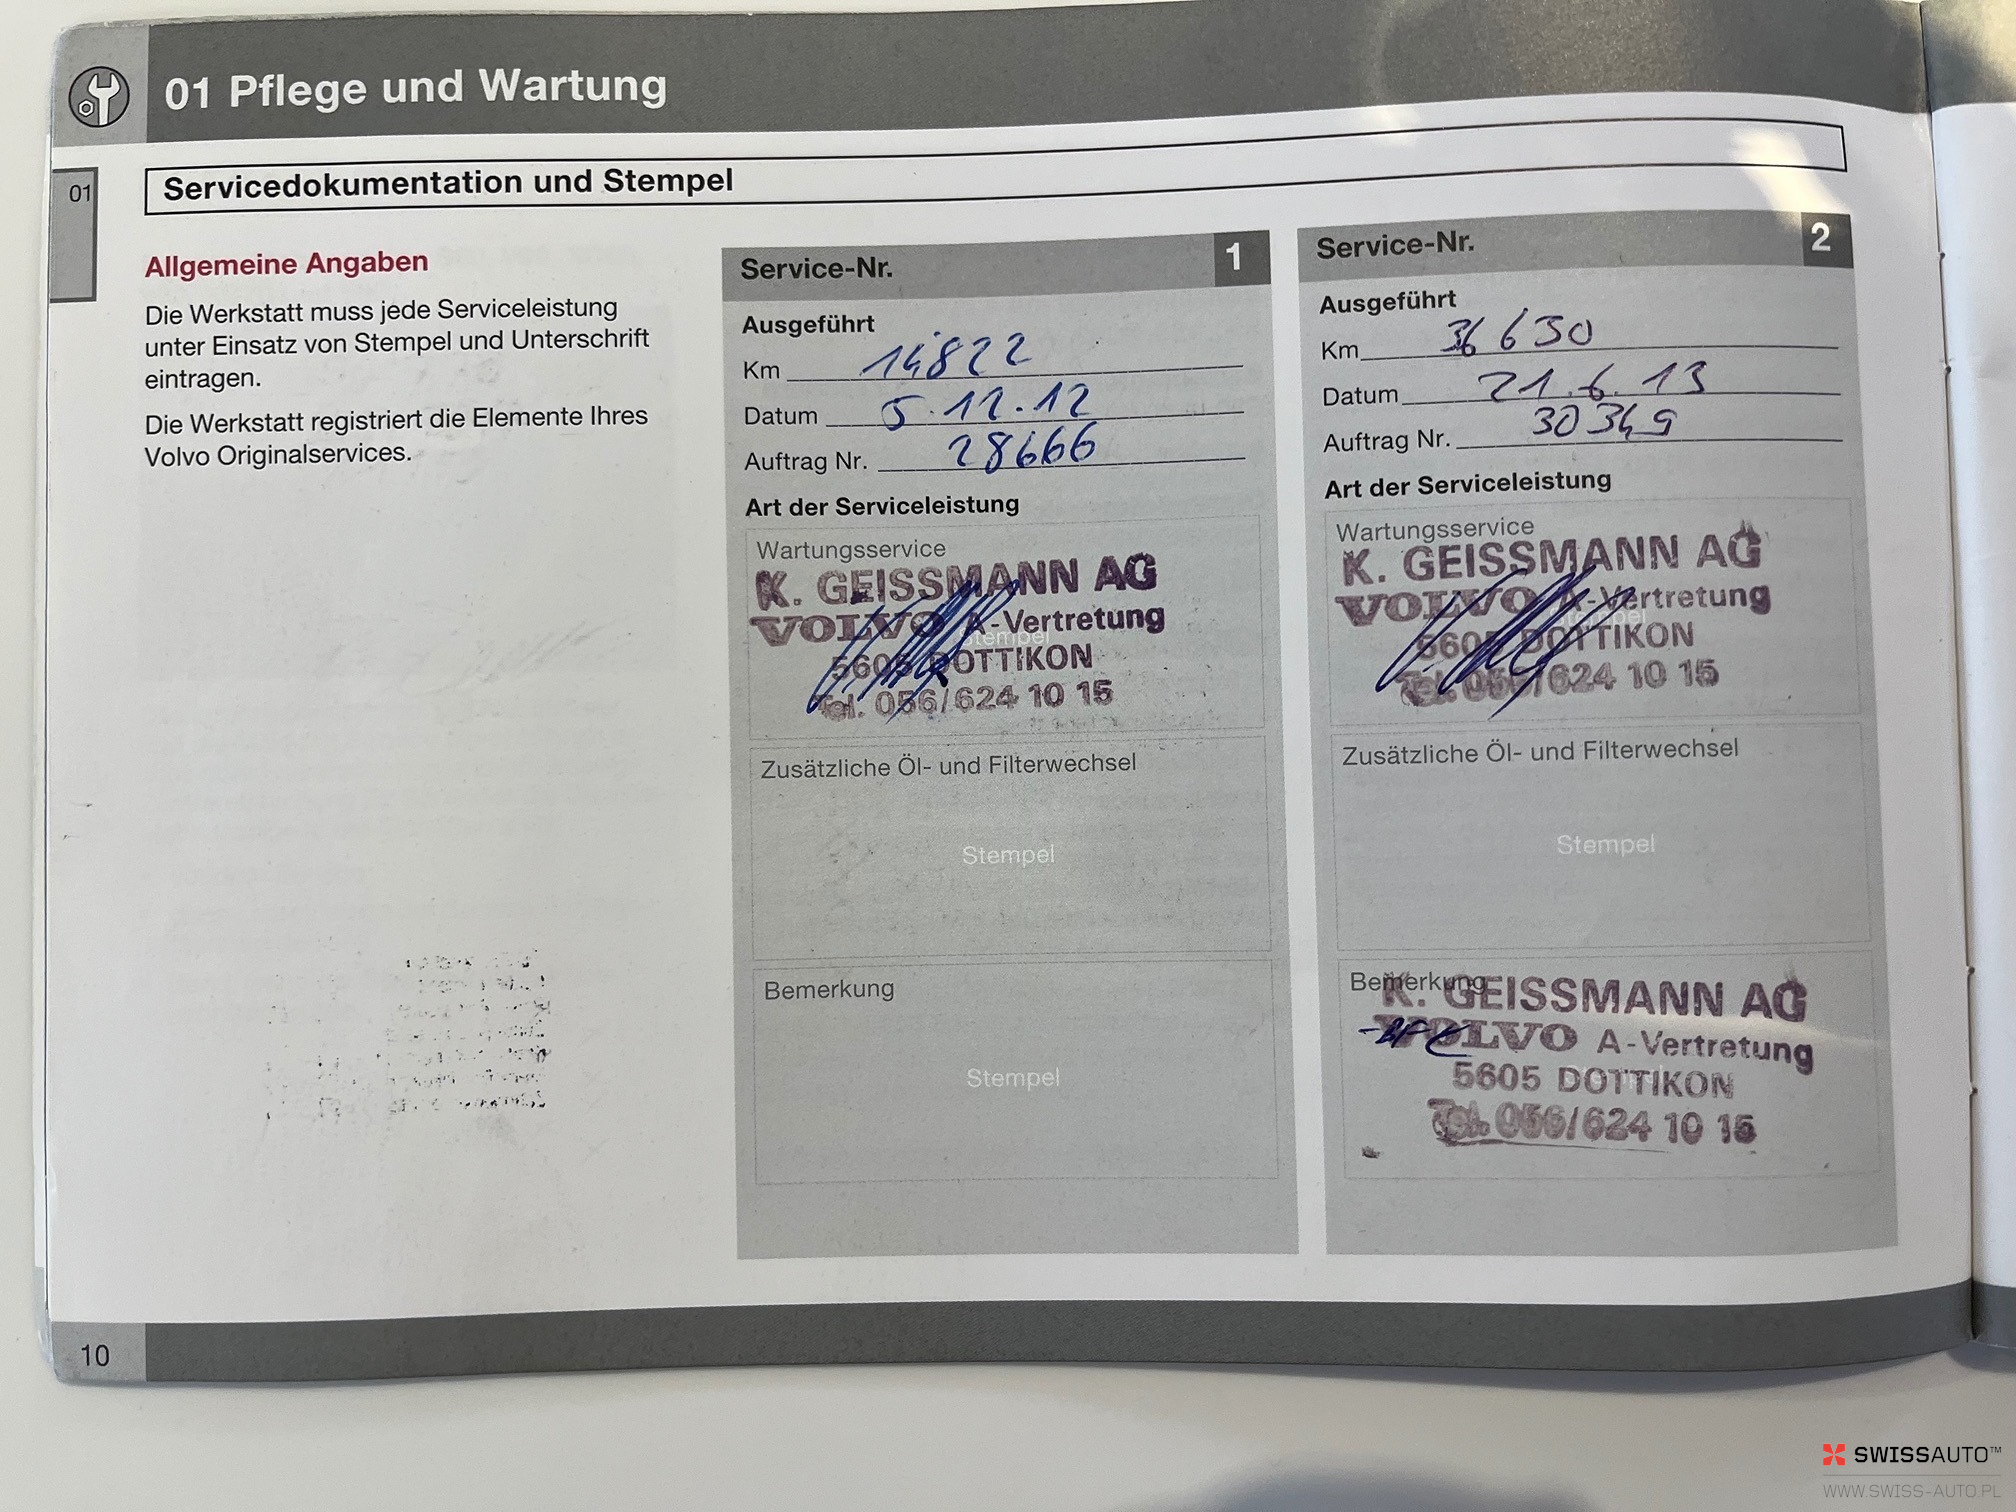 01 Pflege und Wartung
01
Servicedokumentation und Stempel
Allgemeine Angaben
Die Werkstatt muss jede Serviceleistung
unter Einsatz von Stempel und Unterschrift
eintragen.
Die Werkstatt registriert die Elemente Ihres
Volvo Originalservices.
Service-Nr. 1
Ausgeführt
Km 14822
Datum
Auftrag Nr. 28666
Art der Serviceleistung
Wartungsservice
K. GEISSMANN AG
VOLVO A-Vertretung
Stempel
5605 DOTTIKON
Tel. 056/624 10 15
Zusätzliche Öl- und Filterwechsel
Stempel
Bemerkung
Stempel
Service-Nr. 2
Ausgeführt
Km 36630
Datum 21.6.13
Auftrag Nr. 30349
Art der Serviceleistung
Wartungsservice
K. GEISSMANN AG
VOLVO A-Vertretung
Stempel
5605 DOTTIKON
Tel. 056/624 10 15
Zusätzliche Öl- und Filterwechsel
Stempel
Bemerkung
K. GEISSMANN AG
VOLVO A-Vertretung
5605 DOTTIKON
Tel. 056/624 10 15
10
SWISSAUTO™
WWW.SWISS-AUTO.PL